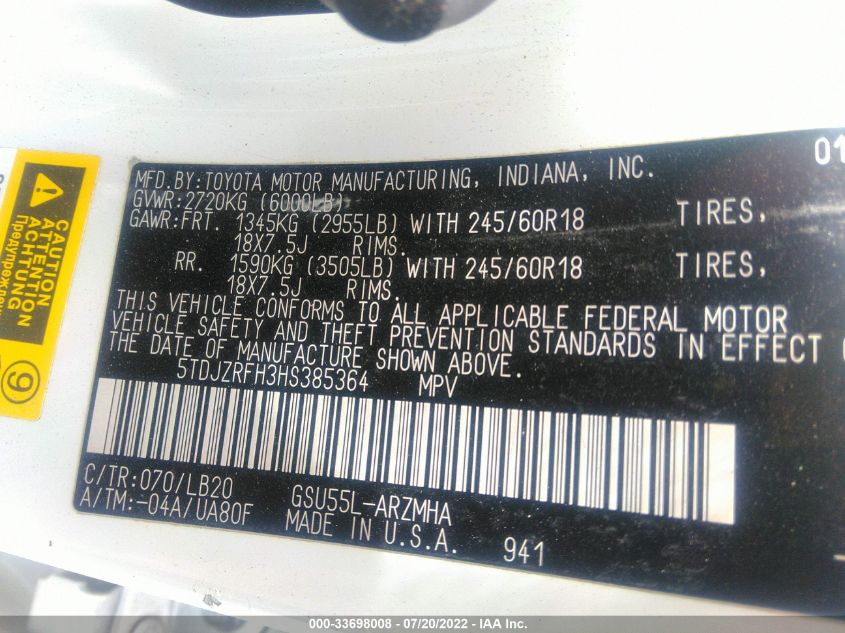 CAUTION
ATTENTION
ACHTUNG
01
MFD.BY:TOYOTA MOTOR MANUFACTURING, INDIANA, INC.
GVWR:2720KG (6000LB)
GAWR:FRT. 1345KG (2955LB) WITH 245/60R18 TIRES,
18X7.5J RIMS.
RR. 1590KG (3505LB) WITH 245/60R18 TIRES,
18X7.5J RIMS.
THIS VEHICLE CONFORMS TO ALL APPLICABLE FEDERAL MOTOR
VEHICLE SAFETY AND THEFT PREVENTION STANDARDS IN EFFECT
THE DATE OF MANUFACTURE SHOWN ABOVE.
5TDJZRFH3HS385364 MPV
C/TR:070/LB20 GSU55L-ARZMHA
A/TM:-04A/UA80F MADE IN U.S.A. 941
9
000-33698008 - 07/20/2022 - IAA Inc.